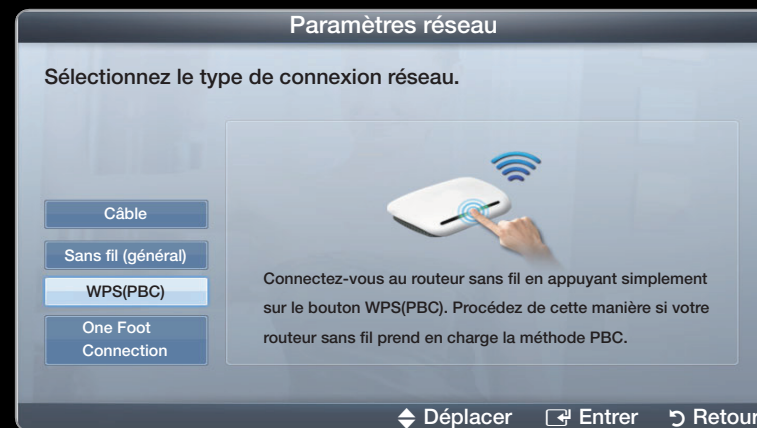 Paramètres réseau
Sélectionnez le type de connexion réseau.
Câble
Sans fil (général)
WPS(PBC)
One Foot
Connection
Connectez-vous au routeur sans fil en appuyant simplement
sur le bouton WPS(PBC). Procédez de cette manière si votre
routeur sans fil prend en charge la méthode PBC.
Déplacer Entrer Retour